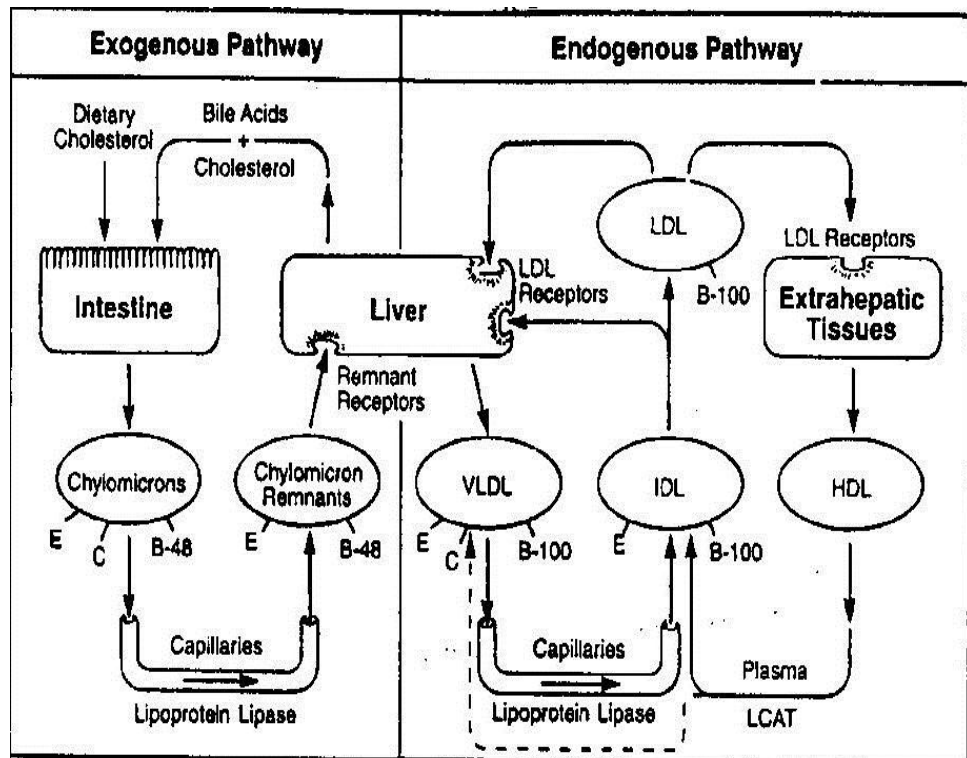 Exogenous Pathway
Endogenous Pathway
Dietary
Cholesterol
Bile Acids
+
Cholesterol
Intestine
Liver
LDL
Receptors
Remnant
Receptors
LDL
B-100
LDL Receptors
Extrahepatic
Tissues
Chylomicrons
E
C
B-48
Chylomicron
Remnants
E
B-48
VLDL
E
C
B-100
IDL
E
B-100
HDL
Capillaries
Lipoprotein Lipase
Capillaries
Lipoprotein Lipase
Plasma
LCAT